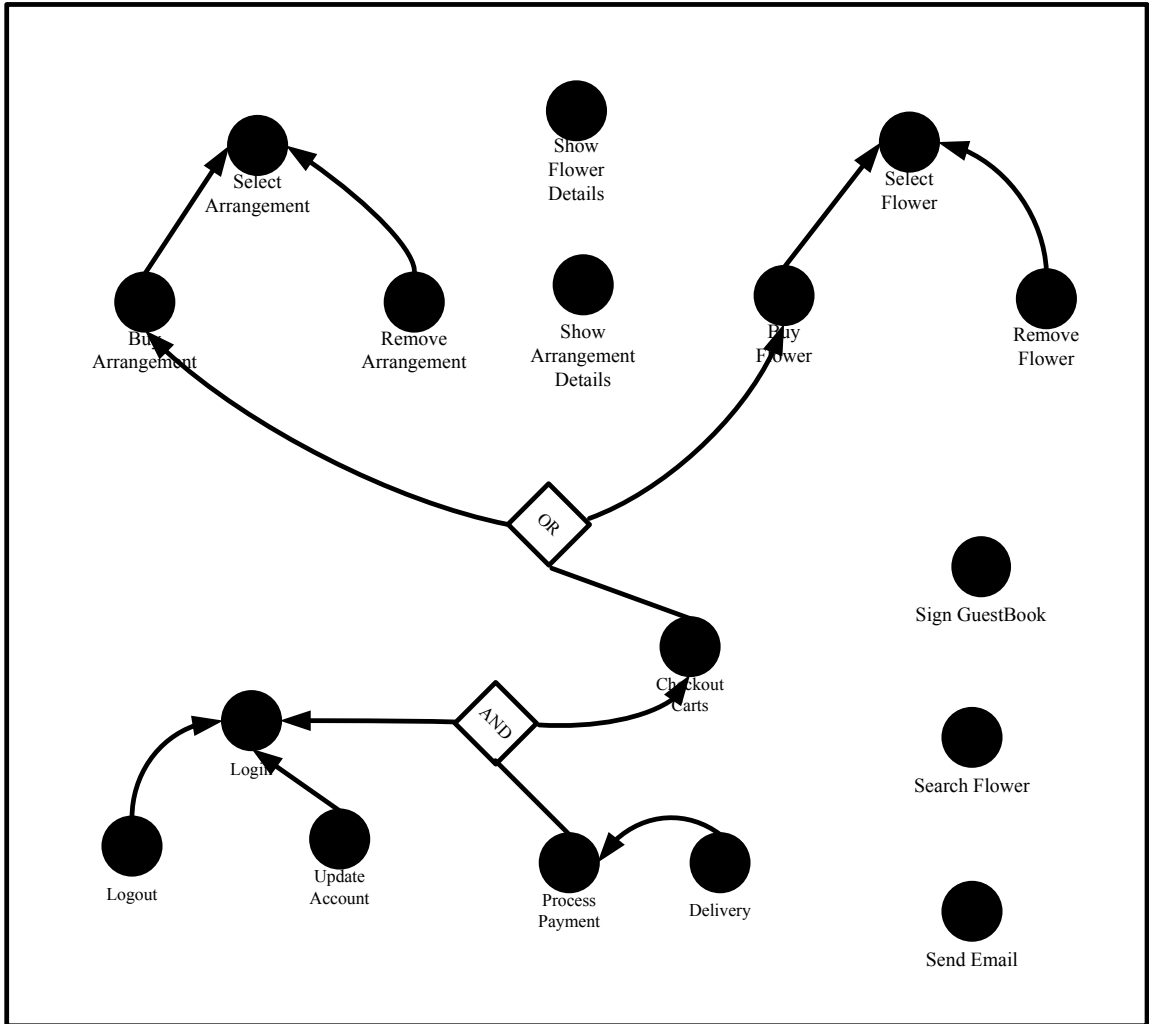 Show
Flower
Details
Select
Arrangement
Select
Flower
Buy
Arrangement
Remove
Arrangement
Show
Arrangement
Details
Buy
Flower
Remove
Flower
OR
Sign GuestBook
Checkout
Carts
AND
Login
Search Flower
Logout
Update
Account
Process
Payment
Delivery
Send Email